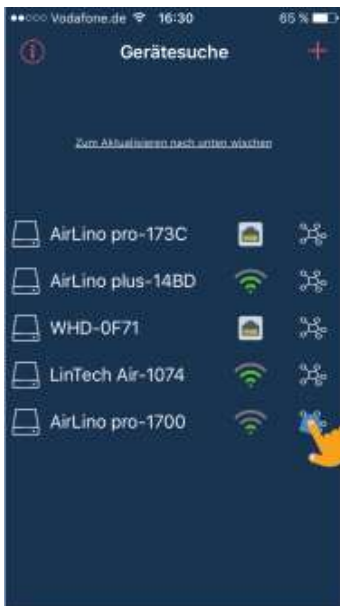 Vodafone.de 16:30 65 %
Gerätesuche
Zum Aktualisieren nach unten wischen
AirLino pro-173C
AirLino plus-14BD
WHD-0F71
LinTech Air-1074
AirLino pro-1700